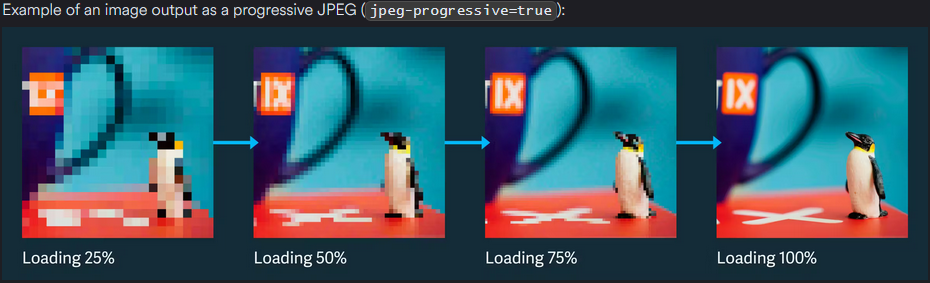 Example of an image output as a progressive JPEG (jpeg-progressive=true):
IX
IX
IX
Loading 25%
Loading 50%
Loading 75%
Loading 100%